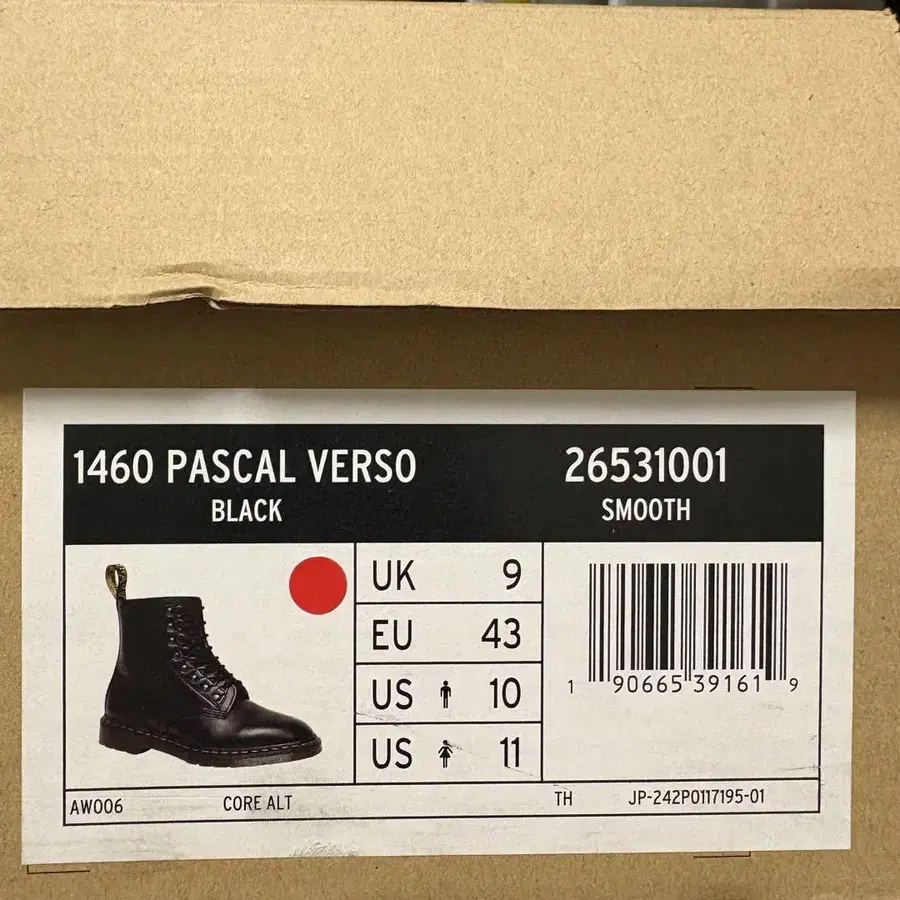 1460 PASCAL VERSO
BLACK
26531001
SMOOTH
UK 9
EU 43
US 10
US 11
1 90665 39161 9
AW006 CORE ALT TH JP-242P0117195-01